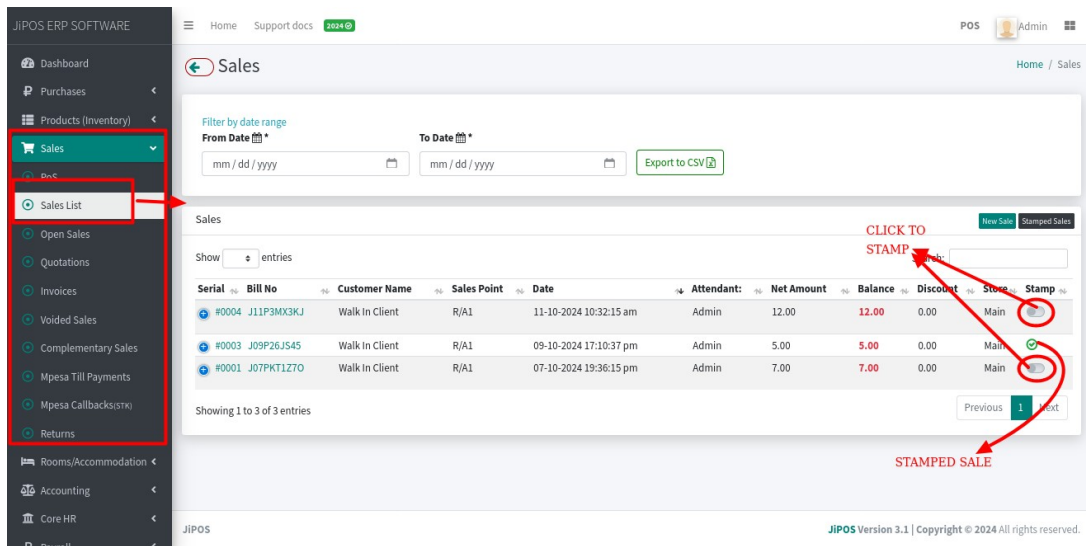 JiPOS ERP SOFTWARE
Home Support docs 2024
POS Admin
Dashboard
Purchases
Products (Inventory)
Sales
PoS
Sales List
Open Sales
Quotations
Invoices
Voided Sales
Complementary Sales
Mpesa Till Payments
Mpesa Callbacks(STK)
Returns
Rooms/Accommodation
Accounting
Core HR
Payroll
Sales
Home / Sales
Filter by date range
From Date * To Date *
mm / dd / yyyy mm / dd / yyyy Export to CSV
Sales New Sale Stamped Sales
CLICK TO
STAMP
Show entries Search:
Serial Bill No Customer Name Sales Point Date Attendant: Net Amount Balance Discount Store Stamp
#0004 J11P3MX3KJ Walk In Client R/A1 11-10-2024 10:32:15 am Admin 12.00 12.00 0.00 Main
#0003 J09P26JS45 Walk In Client R/A1 09-10-2024 17:10:37 pm Admin 5.00 5.00 0.00 Main
#0001 J07PKT1Z7O Walk In Client R/A1 07-10-2024 19:36:15 pm Admin 7.00 7.00 0.00 Main
Showing 1 to 3 of 3 entries Previous 1 Next
STAMPED SALE
JiPOS JiPOS Version 3.1 | Copyright © 2024 All rights reserved.